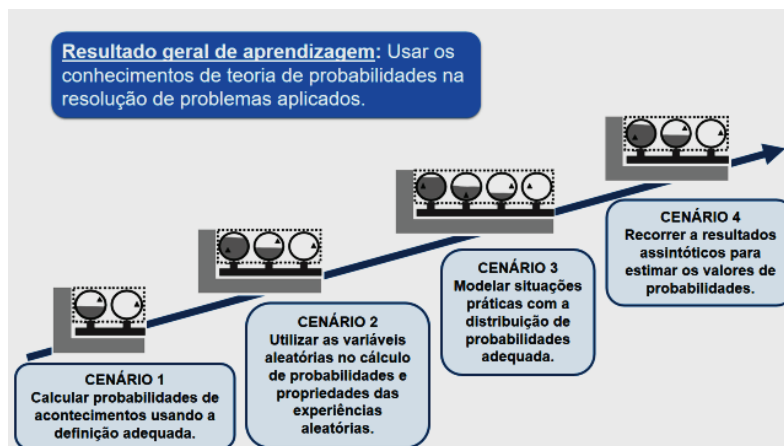 Resultado geral de aprendizagem: Usar os
conhecimentos de teoria de probabilidades na
resolução de problemas aplicados.
CENÁRIO 1
Calcular probabilidades de
acontecimentos usando a
definição adequada.
CENÁRIO 2
Utilizar as variáveis
aleatórias no cálculo
de probabilidades e
propriedades das
experiências
aleatórias.
CENÁRIO 3
Modelar situações
práticas com a
distribuição de
probabilidades
adequada.
CENÁRIO 4
Recorrer a resultados
assintóticos para
estimar os valores de
probabilidades.